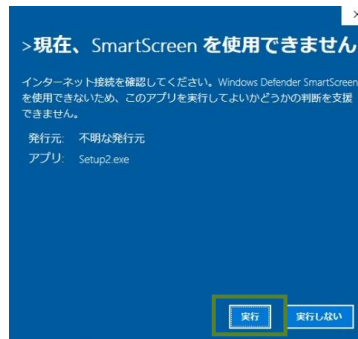 >現在、SmartScreen を使用できません
インターネット接続を確認してください。Windows Defender SmartScreen
を使用できないため、このアプリを実行してよいかどうかの判断を支援
できません。
発行元: 不明な発行元
アプリ: Setup2.exe
実行 実行しない